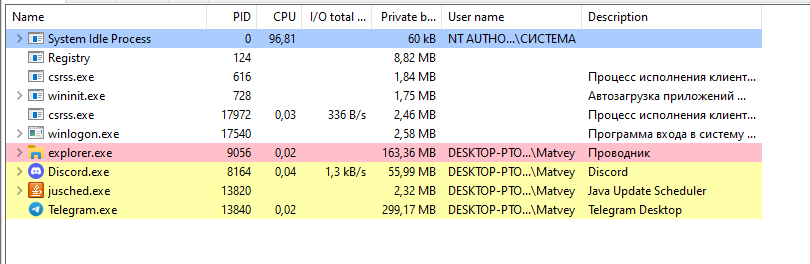 Name PID CPU I/O total ... Private b... User name Description
System Idle Process 0 96,81 60 kB NT AUTHO...\СИСТЕМА
Registry 124 8,82 MB
csrss.exe 616 1,84 MB Процесс исполнения клиент...
wininit.exe 728 1,75 MB Автозагрузка приложений ...
csrss.exe 17972 0,03 336 B/s 2,46 MB Процесс исполнения клиент...
winlogon.exe 17540 2,58 MB Программа входа в систему ...
explorer.exe 9056 0,02 163,36 MB DESKTOP-PTO...\Matvey Проводник
Discord.exe 8164 0,04 1,3 kB/s 55,99 MB DESKTOP-PTO...\Matvey Discord
jusched.exe 13820 2,32 MB DESKTOP-PTO...\Matvey Java Update Scheduler
Telegram.exe 13840 0,02 299,17 MB DESKTOP-PTO...\Matvey Telegram Desktop